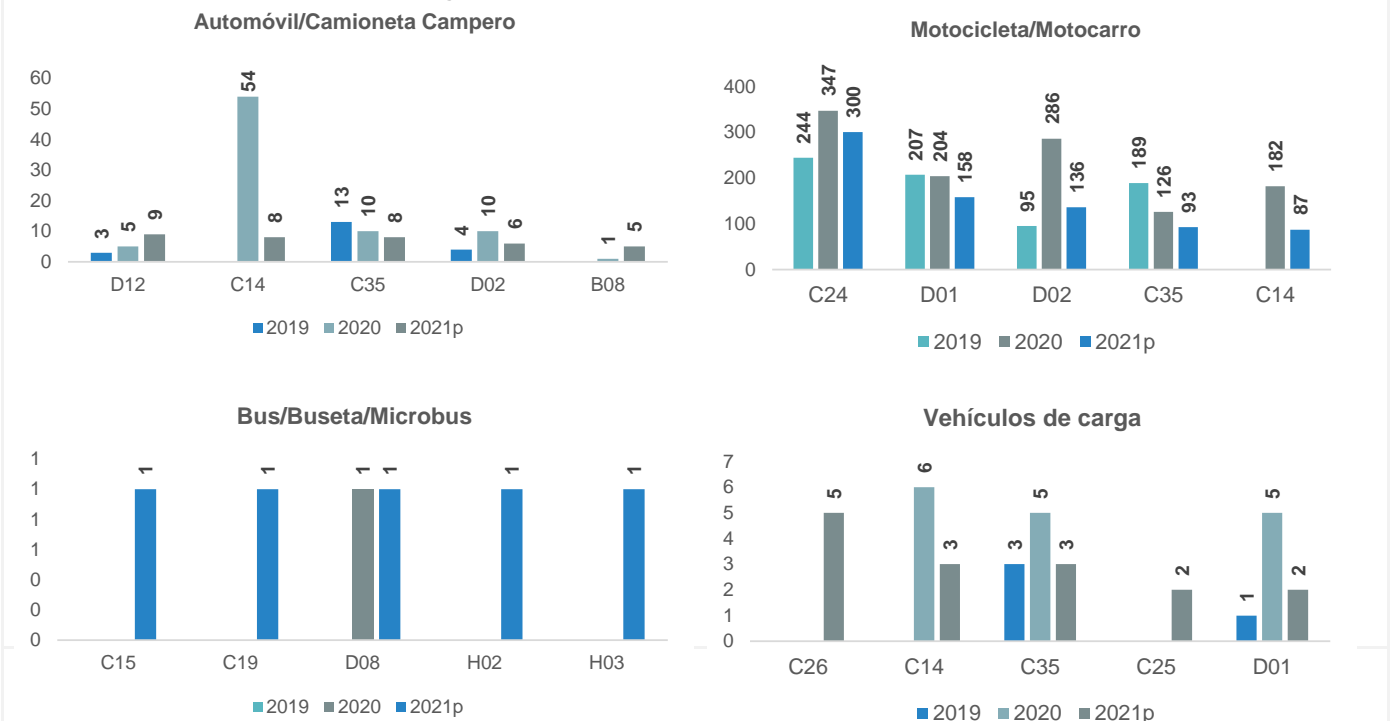 Automóvil/Camioneta Campero
60
50
40
30
20
10
0
3 5 9 54 8 13 10 8 4 10 6 1 5
D12 C14 C35 D02 B08
2019 2020 2021p
Motocicleta/Motocarro
400
300
200
100
0
244 347 300 207 204 158 95 286 136 189 126 93 182 87
C24 D01 D02 C35 C14
2019 2020 2021p
Bus/Buseta/Microbus
1
1
1
1
0
0
0
1 1 1 1 1 1
C15 C19 D08 H02 H03
2019 2020 2021p
Vehículos de carga
7
6
5
4
3
2
1
0
5 6 3 3 5 3 2 1 5 2
C26 C14 C35 C25 D01
2019 2020 2021p